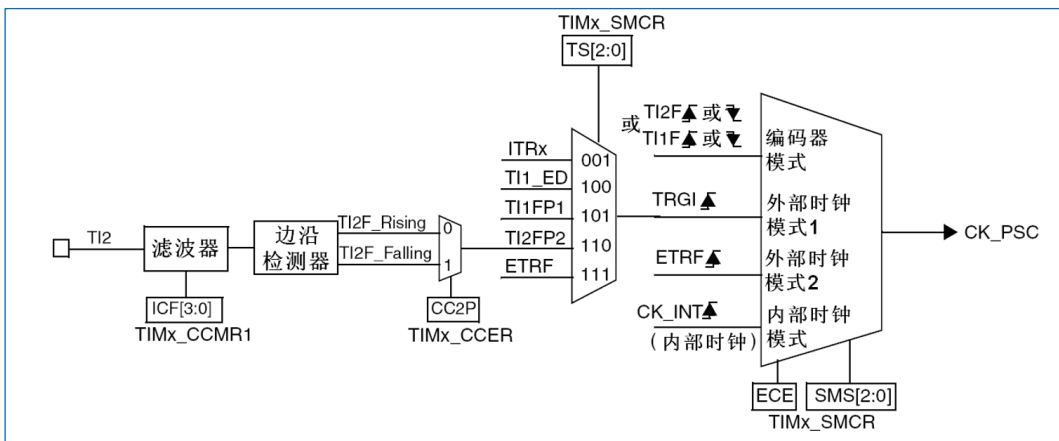 TIMx_SMCR
TS[2:0]
TI2F 或
或
TI1F 或
编码器
模式
ITRx
001
TI1_ED
100
TI1FP1
101
TRGI
外部时钟
模式1
CK_PSC
TI2
滤波器
边沿
检测器
TI2F_Rising
0
TI2F_Falling
1
TI2FP2
110
ETRF
111
ETRF
外部时钟
模式2
ICF[3:0]
TIMx_CCMR1
CC2P
TIMx_CCER
CK_INT
(内部时钟)
内部时钟
模式
ECE
SMS[2:0]
TIMx_SMCR